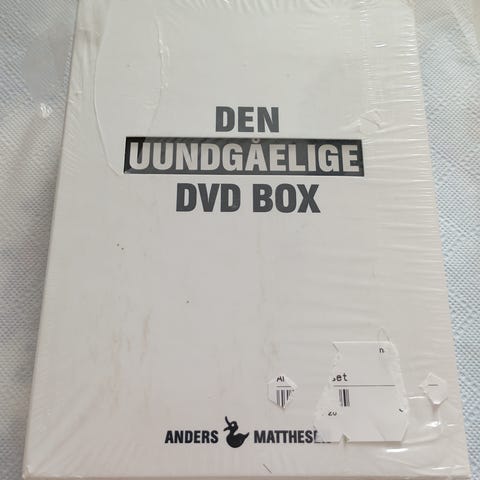 DEN
UUNDGÅELIGE
DVD BOX
ANDERS MATTHESEN